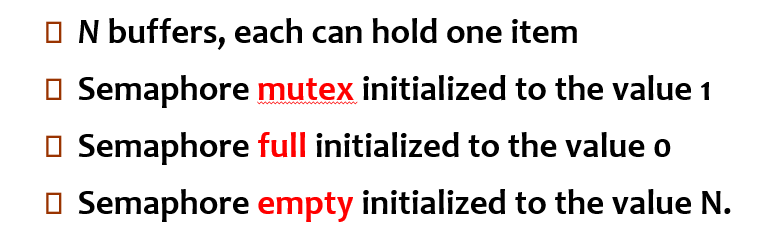 N buffers, each can hold one item
Semaphore mutex initialized to the value 1
Semaphore full initialized to the value 0
Semaphore empty initialized to the value N.